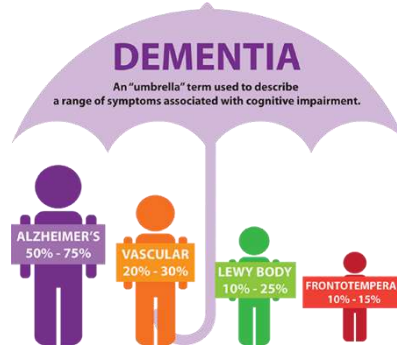 DEMENTIA
An “umbrella” term used to describe
a range of symptoms associated with cognitive impairment.
ALZHEIMER'S
50% - 75%
VASCULAR
20% - 30%
LEWY BODY
10% - 25%
FRONTOTEMPERA
10% - 15%